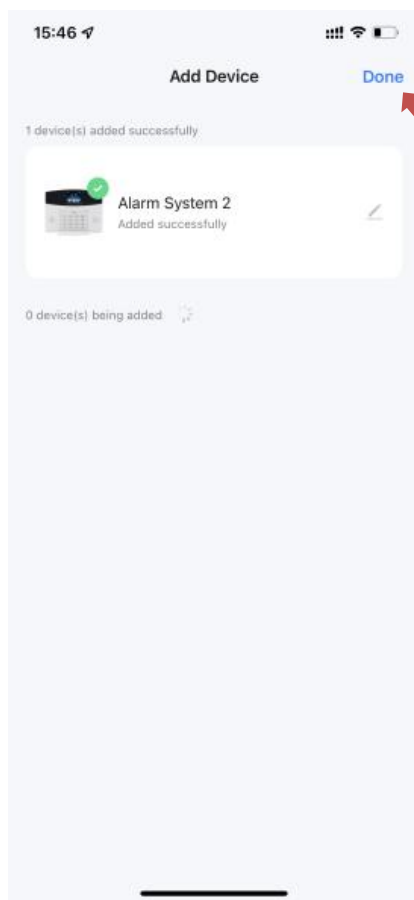 15:46
Add Device
Done
1 device(s) added successfully
Alarm System 2
Added successfully
0 device(s) being added